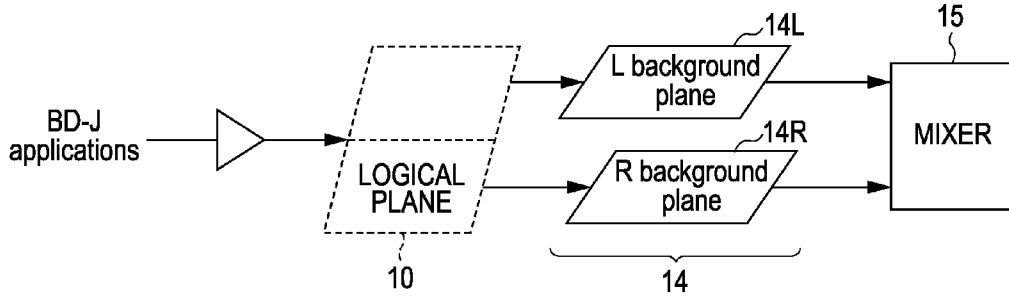 14L
15
L background
plane
BD-J
applications
MIXER
14R
LOGICAL
PLANE
R background
plane
10
14